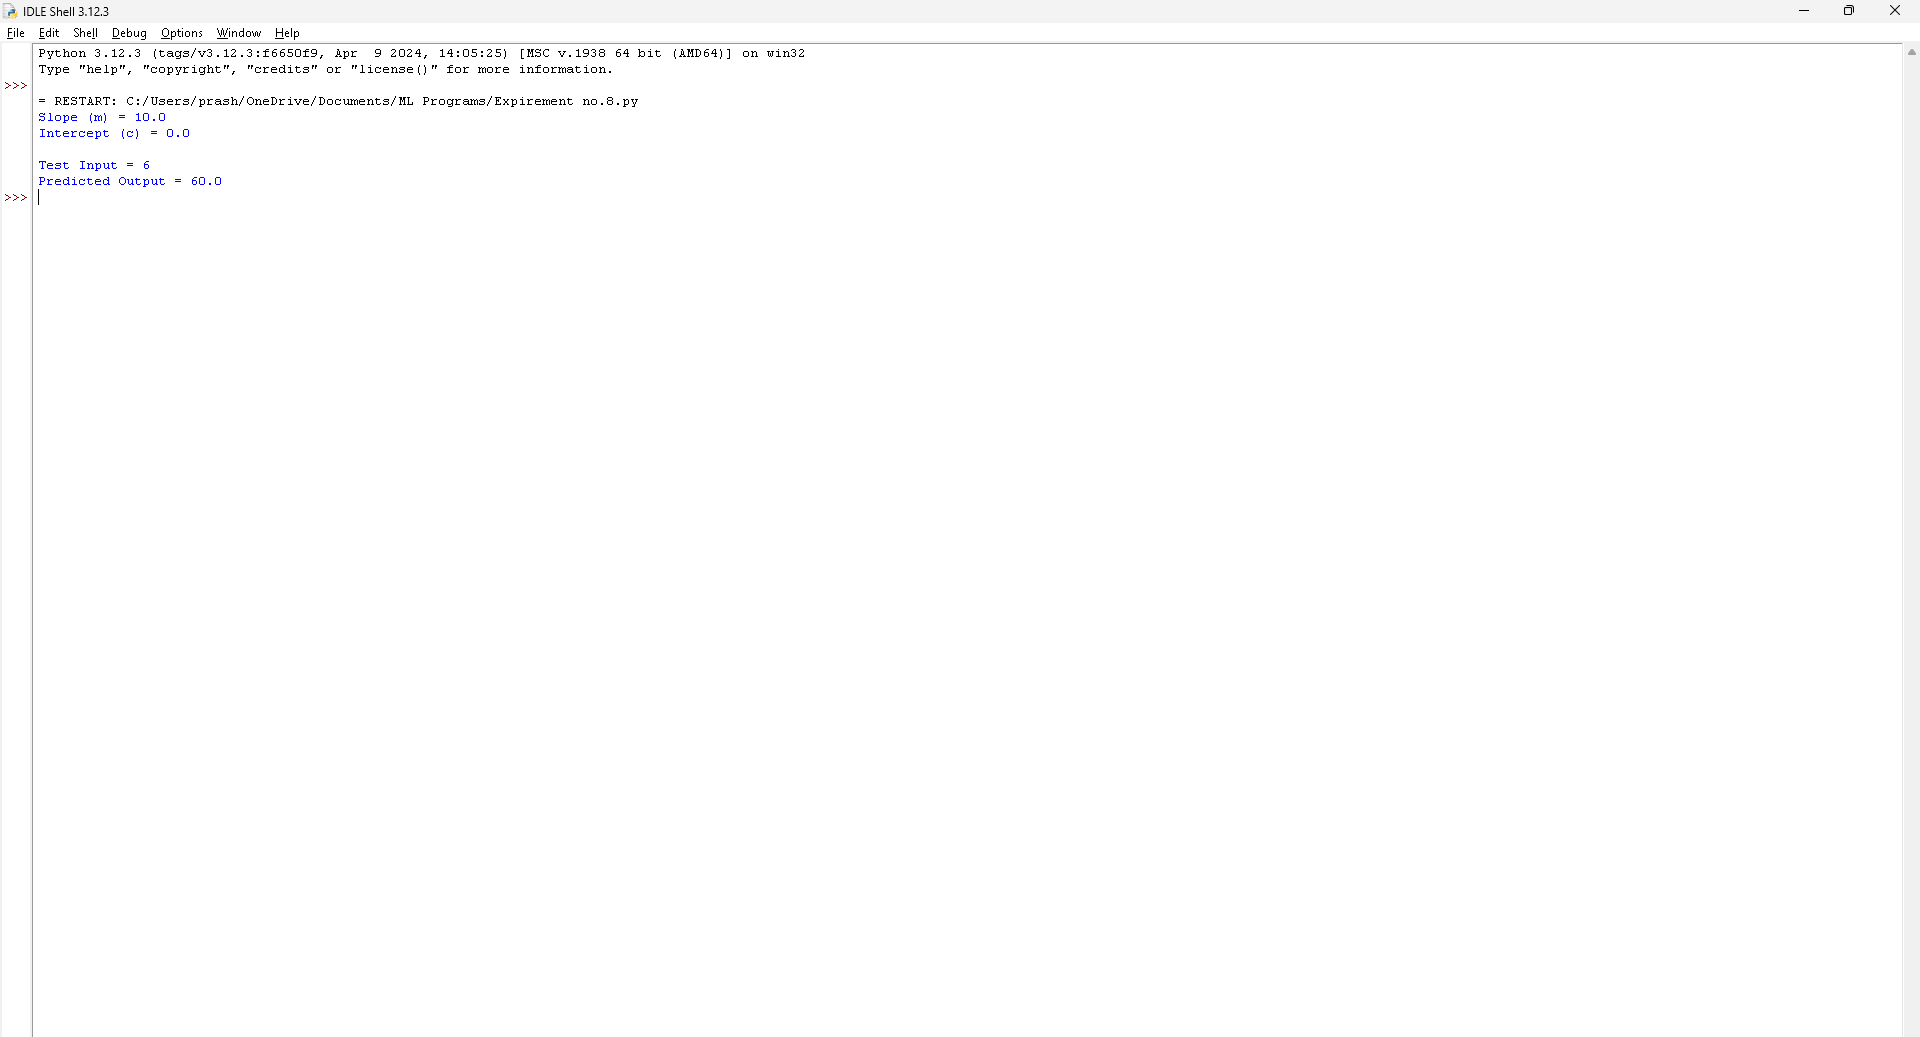 IDLE Shell 3.12.3
File Edit Shell Debug Options Window Help
Python 3.12.3 (tags/v3.12.3:f6650f9, Apr  9 2024, 14:05:25) [MSC v.1938 64 bit (AMD64)] on win32
Type "help", "copyright", "credits" or "license()" for more information.
>>>
= RESTART: C:/Users/prash/OneDrive/Documents/ML Programs/Expirement no.8.py
Slope (m) = 10.0
Intercept (c) = 0.0
Test Input = 6
Predicted Output = 60.0
>>>